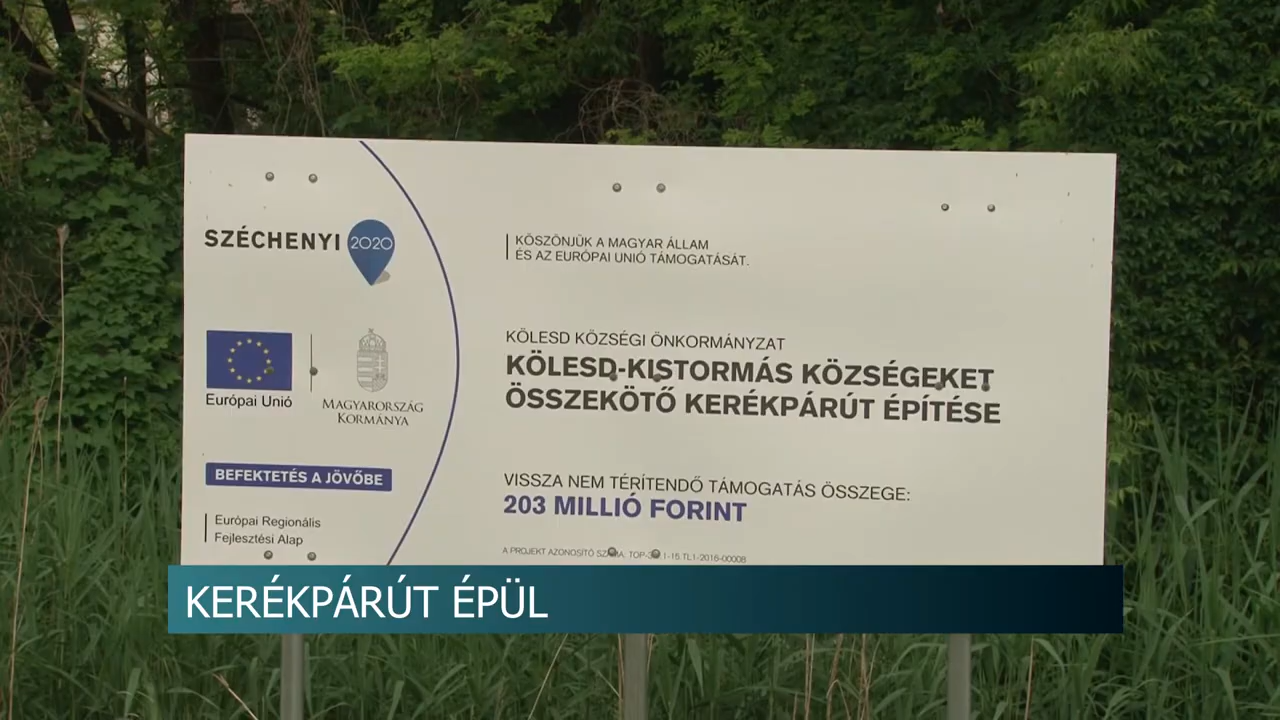 SZÉCHENYI 2020
KÖSZÖNJÜK A MAGYAR ÁLLAM
ÉS AZ EURÓPAI UNIÓ TÁMOGATÁSÁT.
Európai Unió
MAGYARORSZÁG
KORMÁNYA
BEFEKTETÉS A JÖVŐBE
Európai Regionális
Fejlesztési Alap
KÖLESD KÖZSÉGI ÖNKORMÁNYZAT
KÖLESD-KISTORMÁS KÖZSÉGEKET
ÖSSZEKÖTŐ KERÉKPÁRÚT ÉPÍTÉSE
VISSZA NEM TÉRÍTENDŐ TÁMOGATÁS ÖSSZEGE:
203 MILLIÓ FORINT
A PROJEKT AZONOSÍTÓ
KERÉKPÁRÚT ÉPÜL